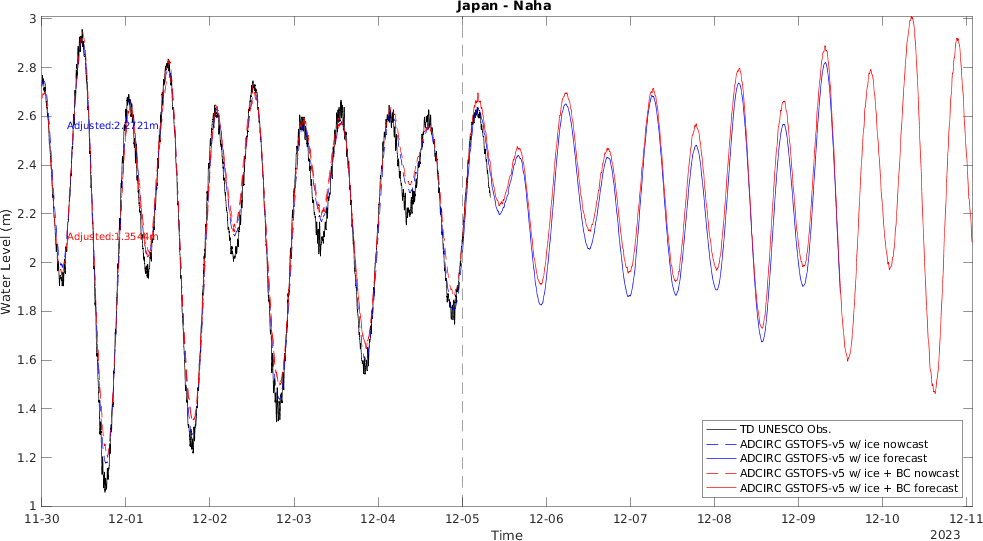 Japan - Naha
3
2.8
2.6
2.4
2.2
2
1.8
1.6
1.4
1.2
1
Water Level (m)
Adjusted:2.2721m
Adjusted:1.3544m
TD UNESCO Obs.
ADCIRC GSTOFS-v5 w/ ice nowcast
ADCIRC GSTOFS-v5 w/ ice forecast
ADCIRC GSTOFS-v5 w/ ice + BC nowcast
ADCIRC GSTOFS-v5 w/ ice + BC forecast
11-30 12-01 12-02 12-03 12-04 12-05 12-06 12-07 12-08 12-09 12-10 12-11
Time
2023